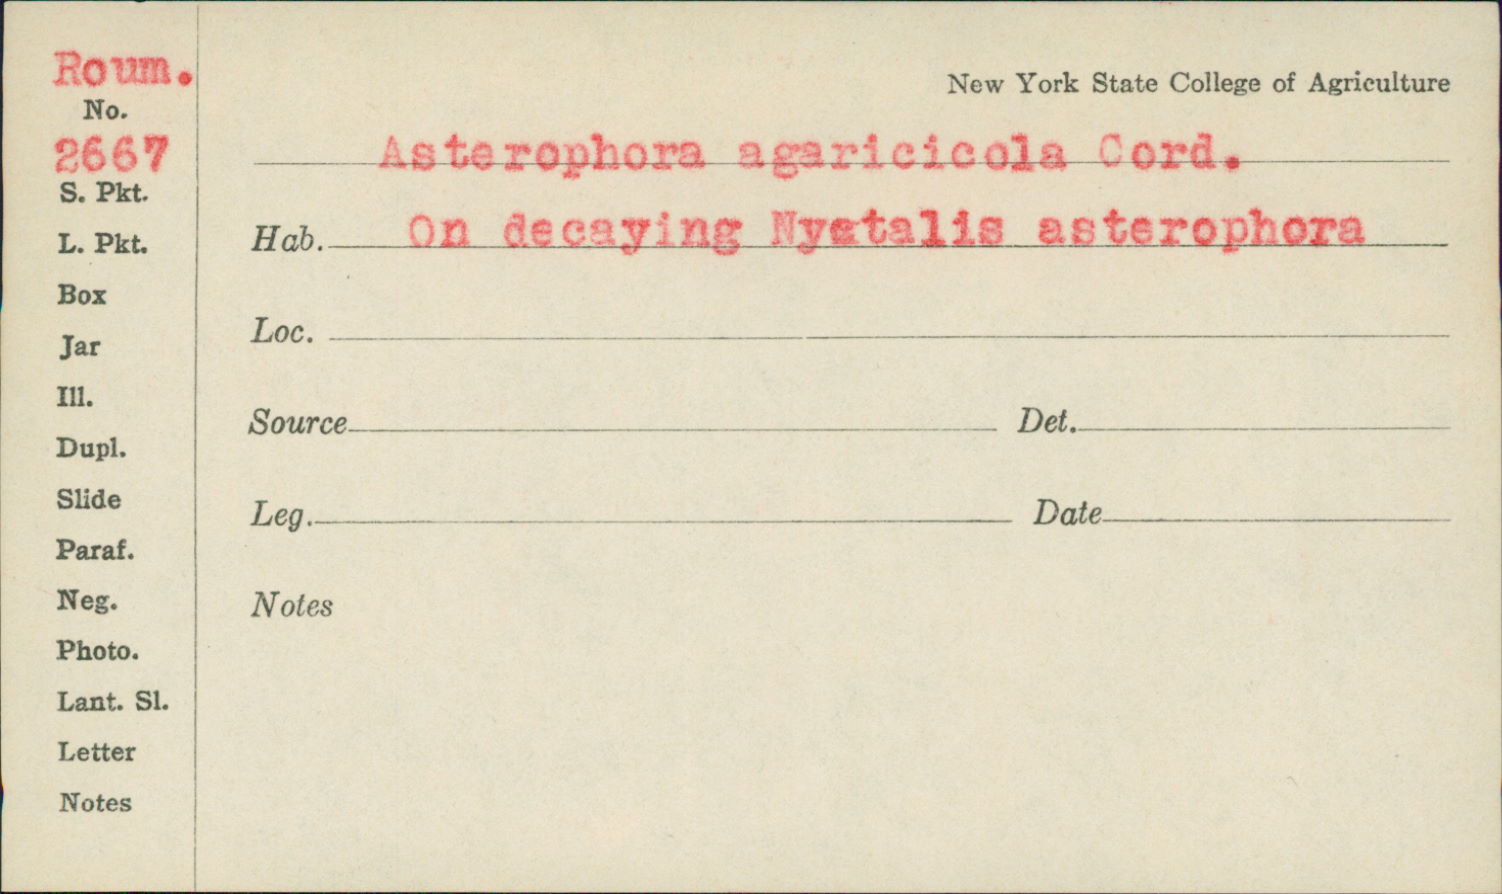 Roum.
No.
2667
S. Pkt.
L. Pkt.
Box
Jar
Ill.
Dupl.
Slide
Paraf.
Neg.
Photo.
Lant. Sl.
Letter
Notes
New York State College of Agriculture
Asterophora agaricicola Cord.
Hab. On decaying Nyctalis asterophora
Loc.
Source Det.
Leg. Date
Notes